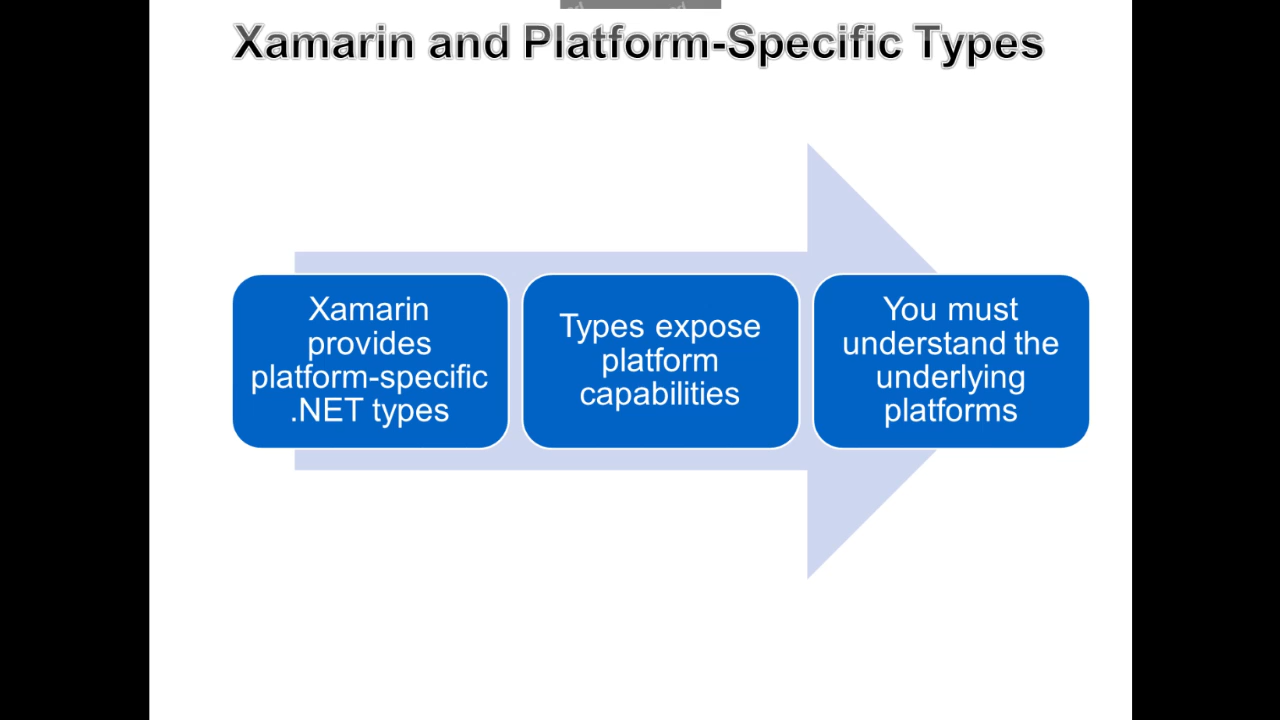 Xamarin and Platform-Specific Types
Xamarin
provides
platform-specific
.NET types
Types expose
platform
capabilities
You must
understand the
underlying
platforms